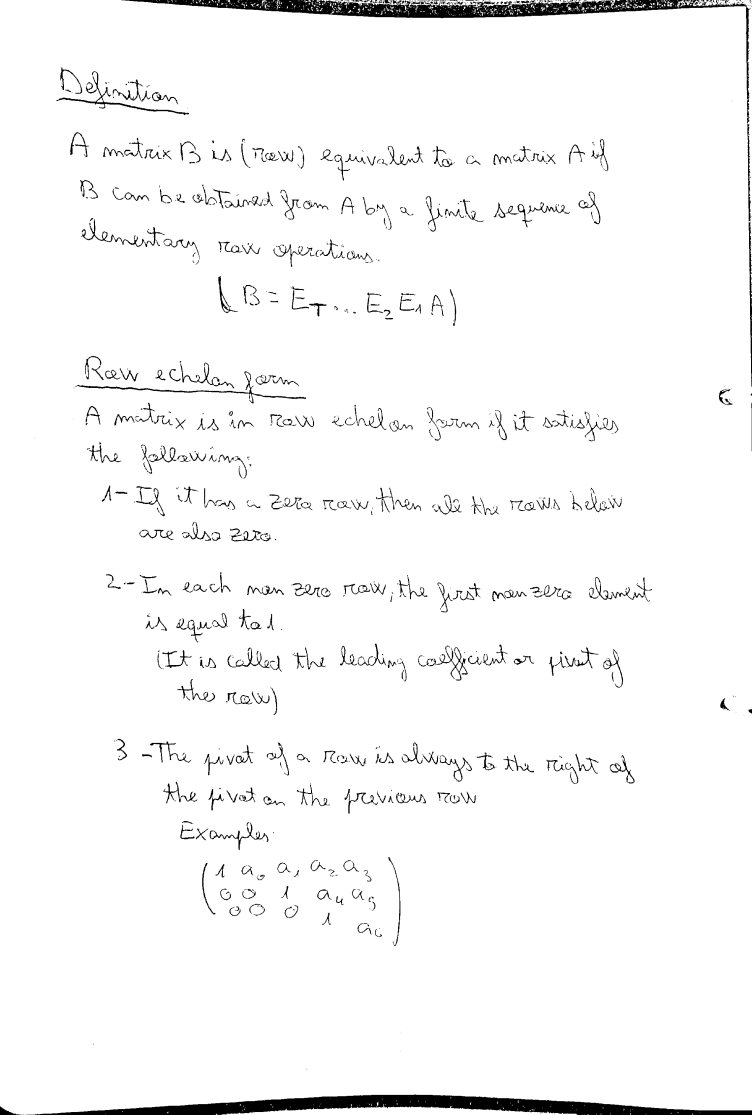 Definition
A matrix B is (row) equivalent to a matrix A if
B can be obtained from A by a finite sequence of
elementary row operations.
( B = E_T ... E_2 E_1 A )
Row echelon form
A matrix is in row echelon form if it satisfies
the following:
1- If it has a zero row, then all the rows below
are also zero.
2- In each non zero row, the first non zero element
is equal to 1.
(It is called the leading coefficient or pivot of
the row)
3 - The pivot of a row is always to the right of
the pivot on the previous row
Examples
1 a_0 a_1 a_2 a_3
0 0 1 a_4 a_5
0 0 0 1 a_6